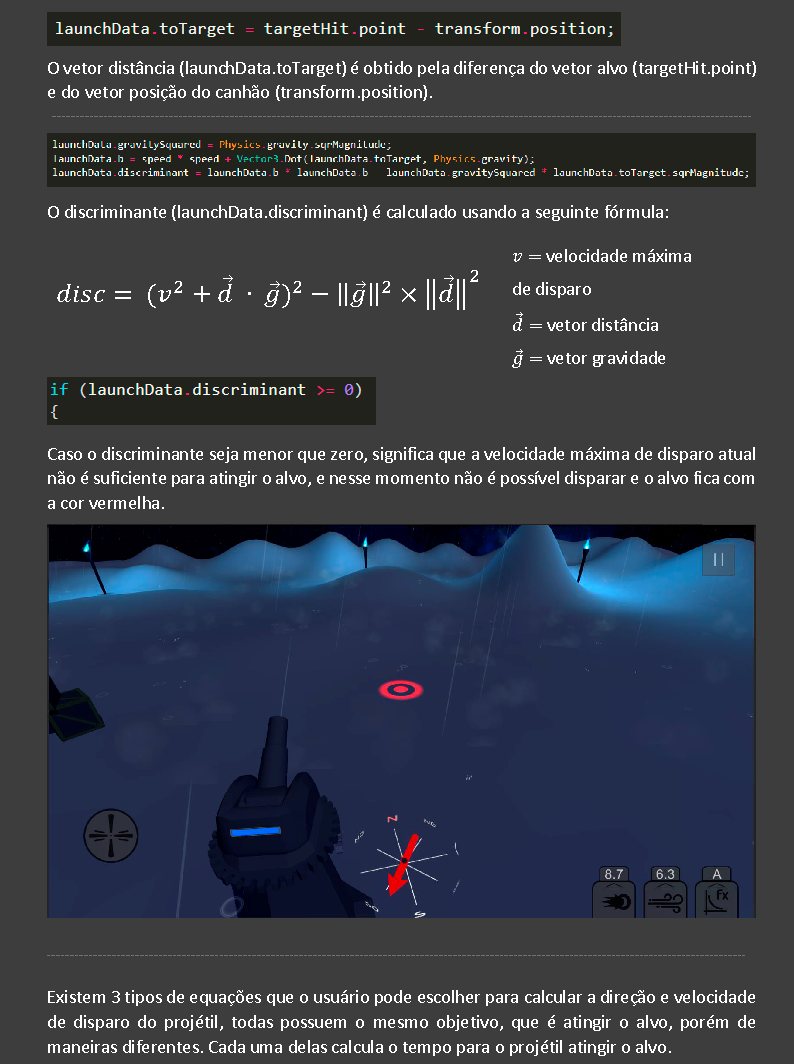 launchData.toTarget = targetHit.point - transform.position;
O vetor distância (launchData.toTarget) é obtido pela diferença do vetor alvo (targetHit.point)
e do vetor posição do canhão (transform.position).
launchData.gravitySquared = Physics.gravity.sqrMagnitude;
launchData.b = speed * speed + Vector3.Dot(launchData.toTarget, Physics.gravity);
launchData.discriminant = launchData.b * launchData.b launchData.gravitySquared * launchData.toTarget.sqrMagnitude;
O discriminante (launchData.discriminant) é calculado usando a seguinte fórmula:
disc = (v² + d⃗ · g⃗)² − ||g⃗||² × ||d⃗||²
v = velocidade máxima
de disparo
d⃗ = vetor distância
g⃗ = vetor gravidade
if (launchData.discriminant >= 0)
{
Caso o discriminante seja menor que zero, significa que a velocidade máxima de disparo atual
não é suficiente para atingir o alvo, e nesse momento não é possível disparar e o alvo fica com
a cor vermelha.
N
S
8.7 6.3 A
Fx
Existem 3 tipos de equações que o usuário pode escolher para calcular a direção e velocidade
de disparo do projétil, todas possuem o mesmo objetivo, que é atingir o alvo, porém de
maneiras diferentes. Cada uma delas calcula o tempo para o projétil atingir o alvo.